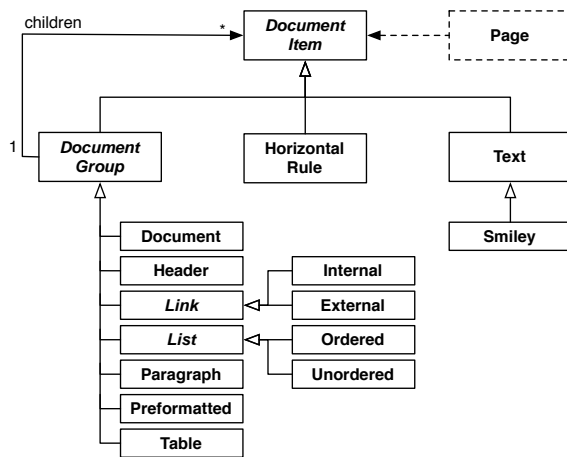 children
*
Document
Item
Page
1
Document
Group
Horizontal
Rule
Text
Document
Smiley
Header
Internal
Link
External
List
Ordered
Paragraph
Unordered
Preformatted
Table